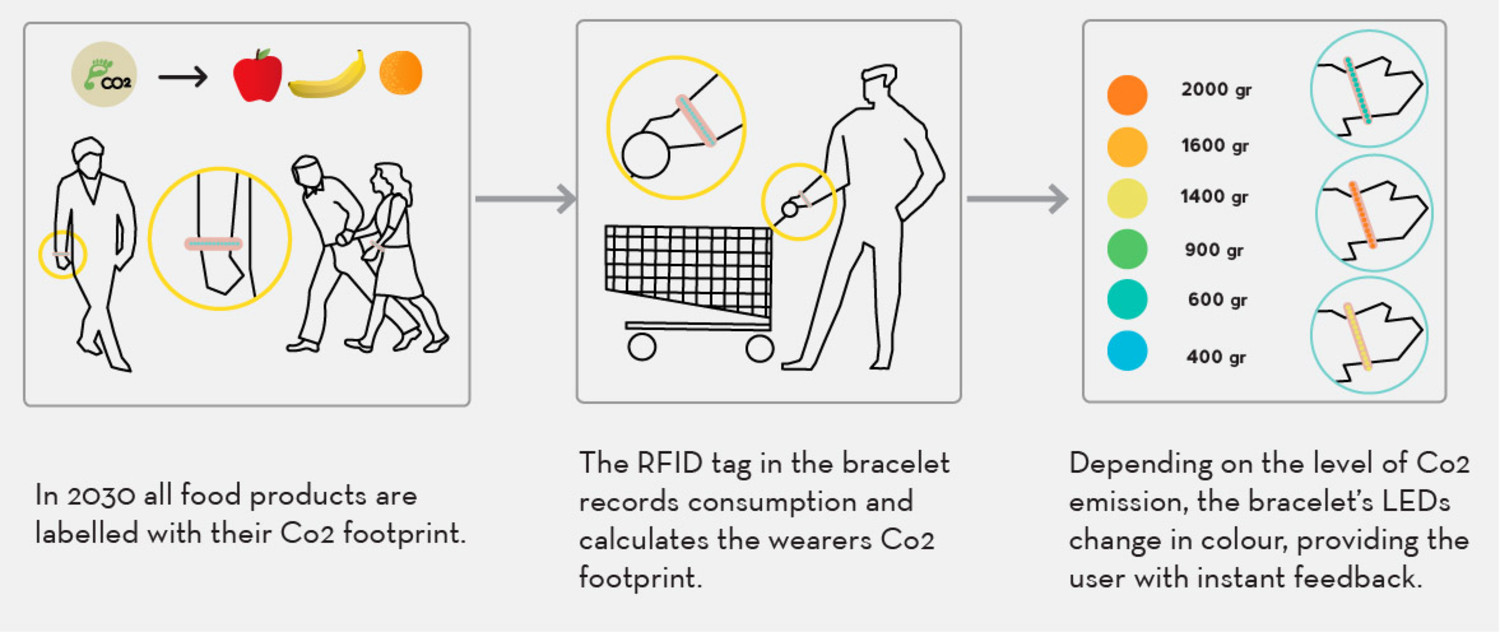 CO2
2000 gr
1600 gr
1400 gr
900 gr
600 gr
400 gr
In 2030 all food products are
labelled with their Co2 footprint.
The RFID tag in the bracelet
records consumption and
calculates the wearers Co2
footprint.
Depending on the level of Co2
emission, the bracelet’s LEDs
change in colour, providing the
user with instant feedback.